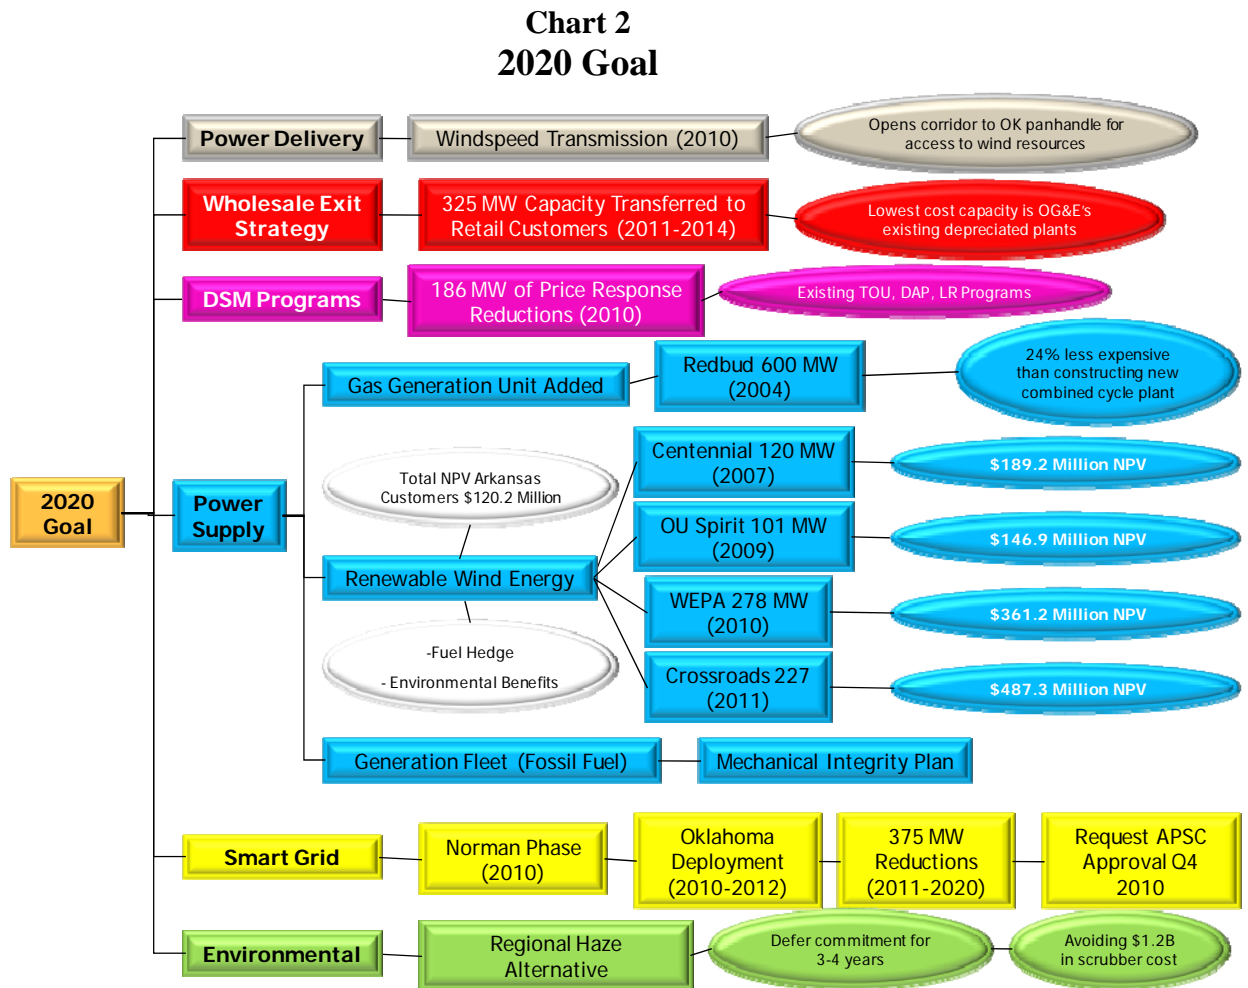 Chart 2
2020 Goal
Power Delivery
Windspeed Transmission (2010)
Opens corridor to OK panhandle for
access to wind resources
Wholesale Exit
Strategy
325 MW Capacity Transferred to
Retail Customers (2011-2014)
Lowest cost capacity is OG&E's
existing depreciated plants
DSM Programs
186 MW of Price Response
Reductions (2010)
Existing TOU, DAP, LR Programs
Gas Generation Unit Added
Redbud 600 MW
(2004)
24% less expensive
than constructing new
combined cycle plant
2020
Goal
Power
Supply
Total NPV Arkansas
Customers $120.2 Million
Renewable Wind Energy
-Fuel Hedge
- Environmental Benefits
Centennial 120 MW
(2007)
$189.2 Million NPV
OU Spirit 101 MW
(2009)
$146.9 Million NPV
WEPA 278 MW
(2010)
$361.2 Million NPV
Crossroads 227
(2011)
$487.3 Million NPV
Generation Fleet (Fossil Fuel)
Mechanical Integrity Plan
Smart Grid
Norman Phase
(2010)
Oklahoma
Deployment
(2010-2012)
375 MW
Reductions
(2011-2020)
Request APSC
Approval Q4
2010
Environmental
Regional Haze
Alternative
Defer commitment for
3-4 years
Avoiding $1.2B
in scrubber cost